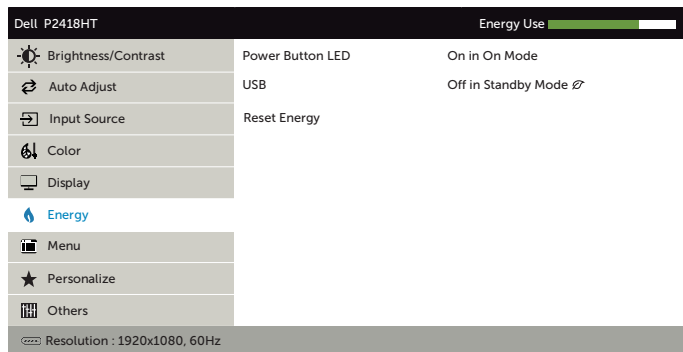 Dell P2418HT Energy Use
Brightness/Contrast Power Button LED On in On Mode
Auto Adjust USB Off in Standby Mode
Input Source Reset Energy
Color
Display
Energy
Menu
Personalize
Others
Resolution : 1920x1080, 60Hz